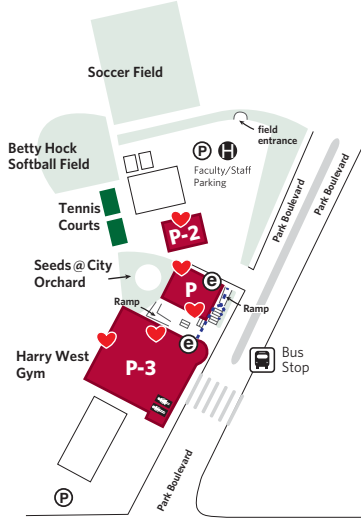 Soccer Field
field
entrance
Betty Hock
Softball Field
P H
Faculty/Staff
Parking
Park Boulevard
Park Boulevard
Tennis
Courts
P-2
Seeds@City
Orchard
P
e
Ramp
Ramp
e
Harry West
Gym
P-3
Bus
Stop
Park Boulevard
P